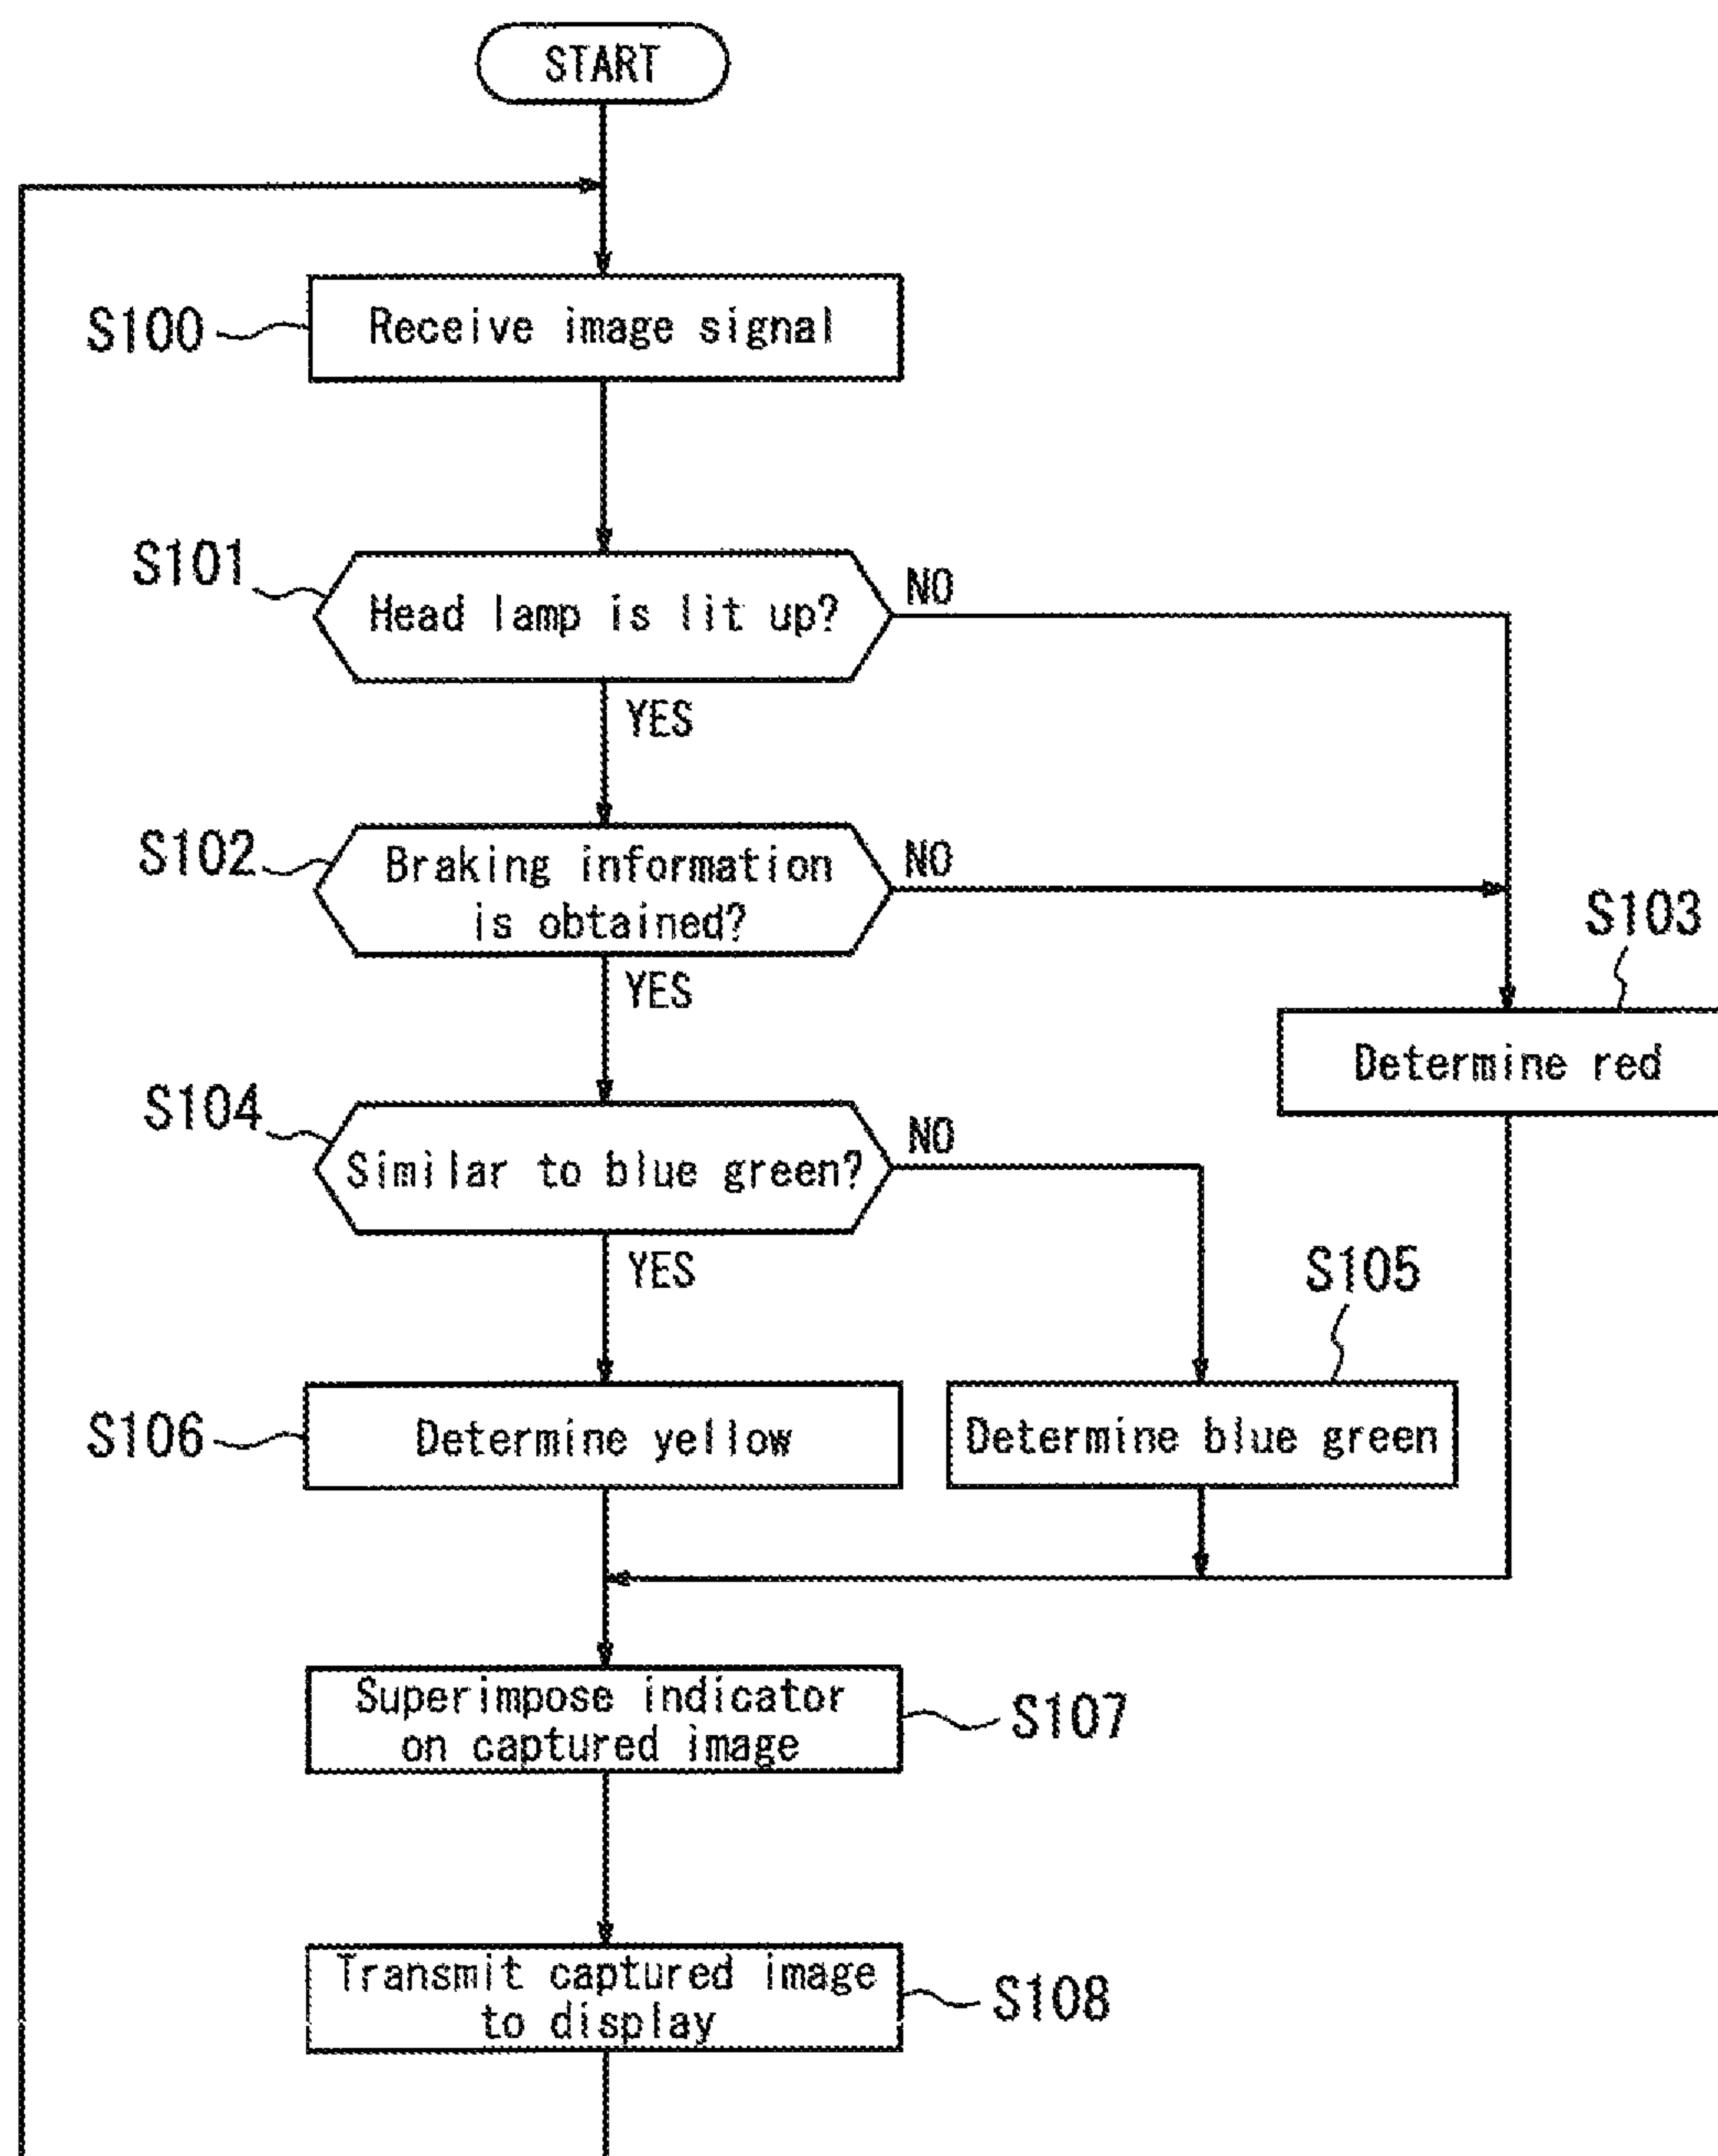 START
S100
Receive image signal
S101
Head lamp is lit up?
NO
YES
S102
Braking information
is obtained?
NO
YES
S103
Determine red
S104
Similar to blue green?
NO
YES
S105
S106
Determine yellow
Determine blue green
Superimpose indicator
on captured image
S107
Transmit captured image
to display
S108